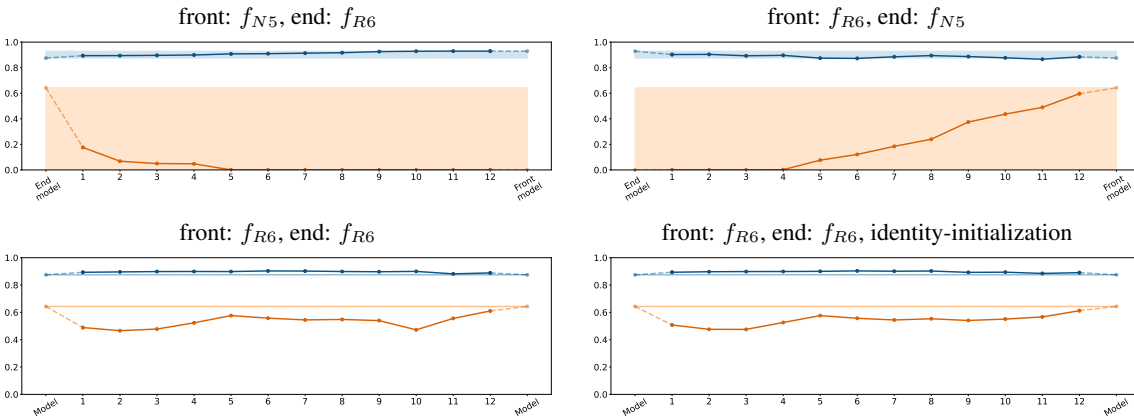 front: f_{N5}, end: f_{R6}
1.0
0.8
0.6
0.4
0.2
0.0
End model
1 2 3 4 5 6 7 8 9 10 11 12
Front model
front: f_{R6}, end: f_{N5}
1.0
0.8
0.6
0.4
0.2
0.0
End model
1 2 3 4 5 6 7 8 9 10 11 12
Front model
front: f_{R6}, end: f_{R6}
1.0
0.8
0.6
0.4
0.2
0.0
Model
1 2 3 4 5 6 7 8 9 10 11 12
Model
front: f_{R6}, end: f_{R6}, identity-initialization
1.0
0.8
0.6
0.4
0.2
0.0
Model
1 2 3 4 5 6 7 8 9 10 11 12
Model